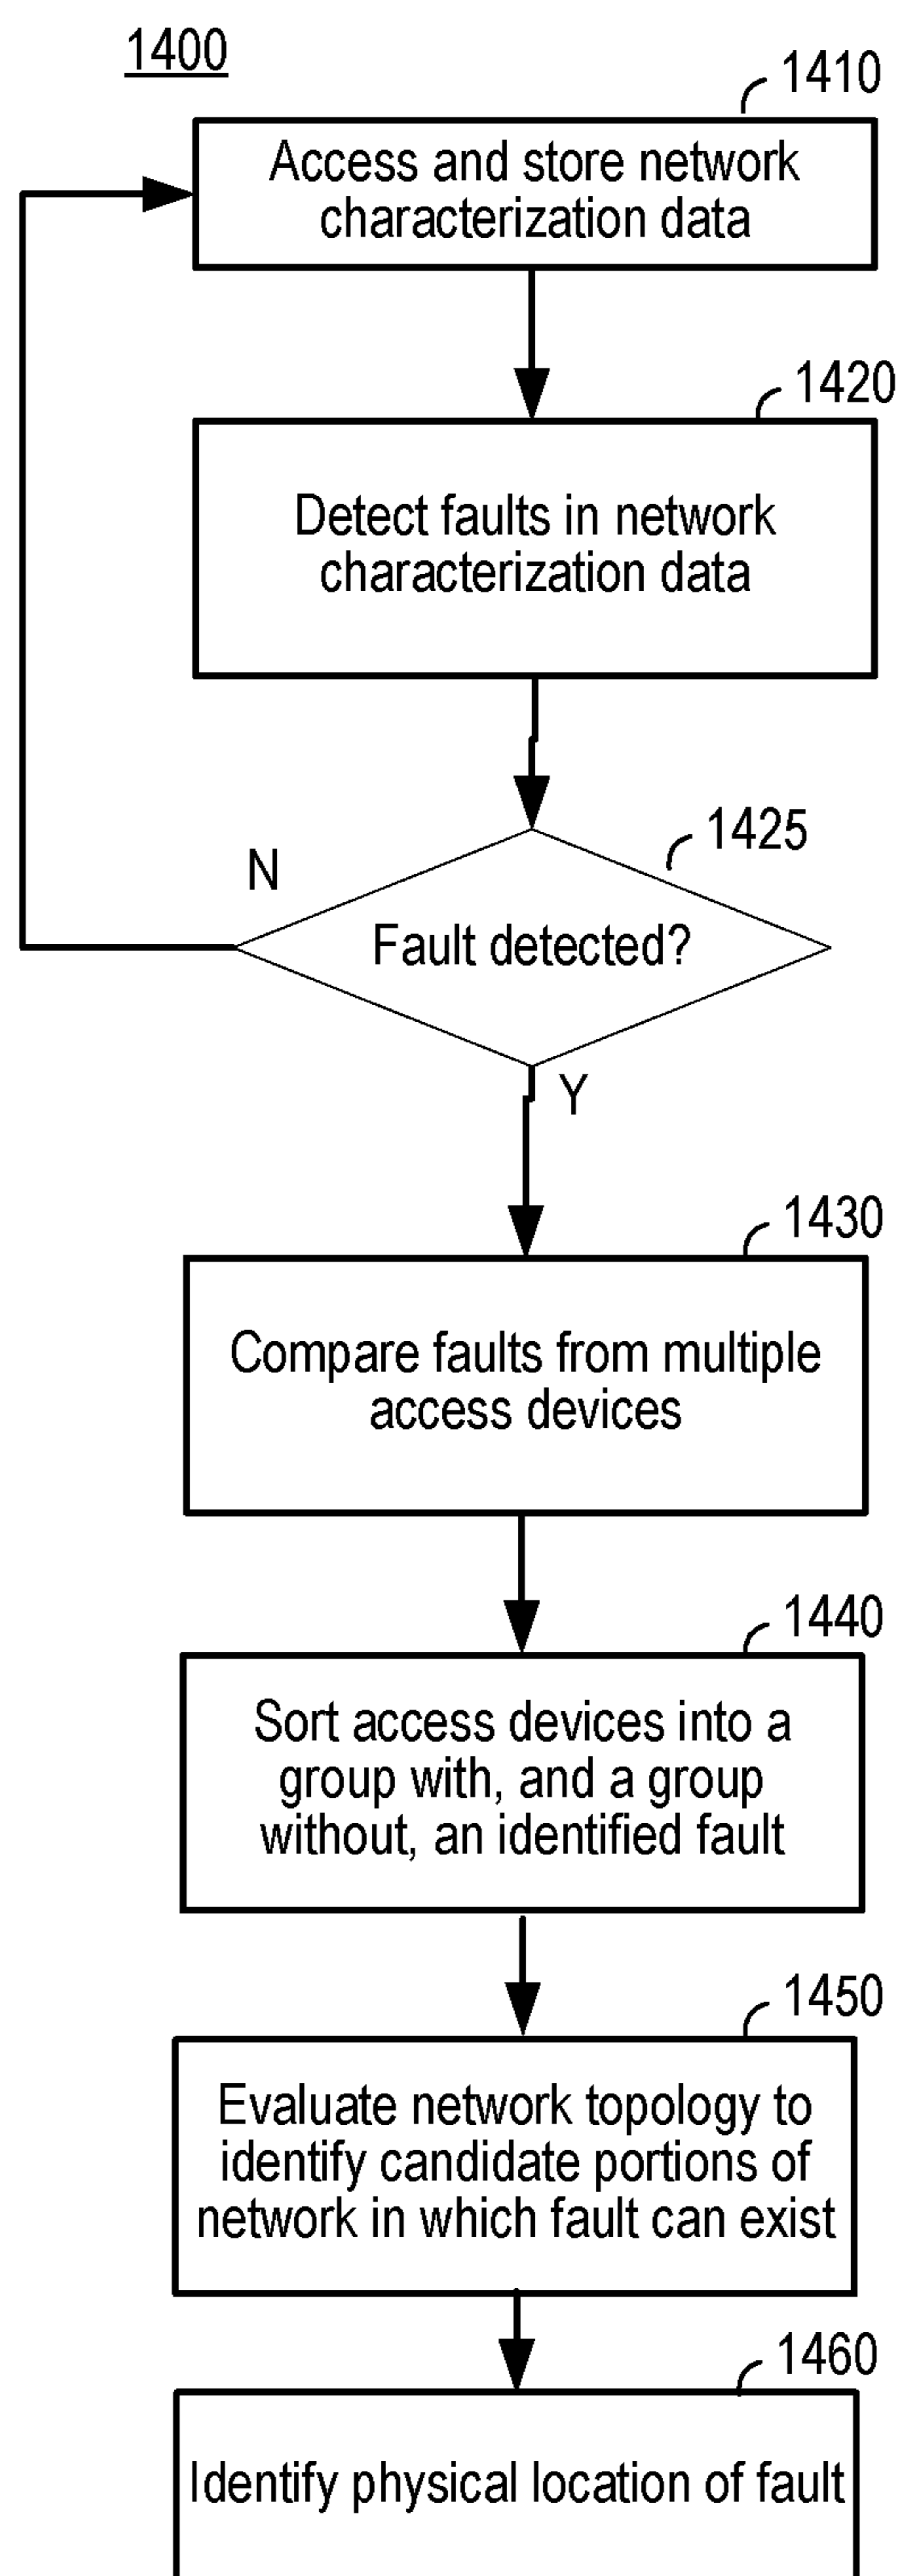 1400
1410
Access and store network
characterization data
1420
Detect faults in network
characterization data
1425
N
Fault detected?
Y
1430
Compare faults from multiple
access devices
1440
Sort access devices into a
group with, and a group
without, an identified fault
1450
Evaluate network topology to
identify candidate portions of
network in which fault can exist
1460
Identify physical location of fault